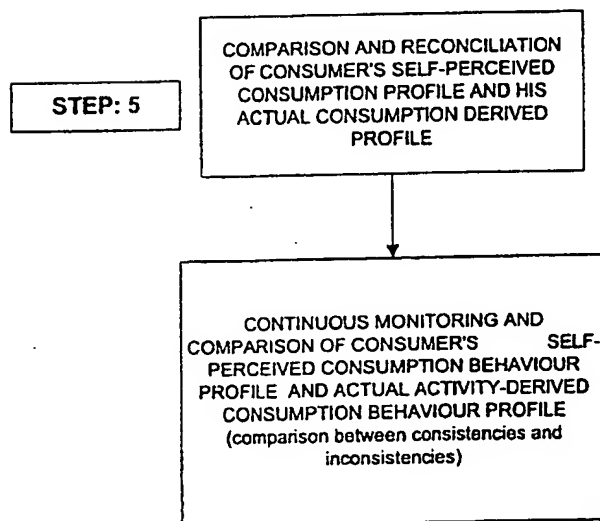 STEP: 5
COMPARISON AND RECONCILIATION
OF CONSUMER'S SELF-PERCEIVED
CONSUMPTION PROFILE AND HIS
ACTUAL CONSUMPTION DERIVED
PROFILE
CONTINUOUS MONITORING AND
COMPARISON OF CONSUMER'S SELF-
PERCEIVED CONSUMPTION BEHAVIOUR
PROFILE AND ACTUAL ACTIVITY-DERIVED
CONSUMPTION BEHAVIOUR PROFILE
(comparison between consistencies and
inconsistencies)